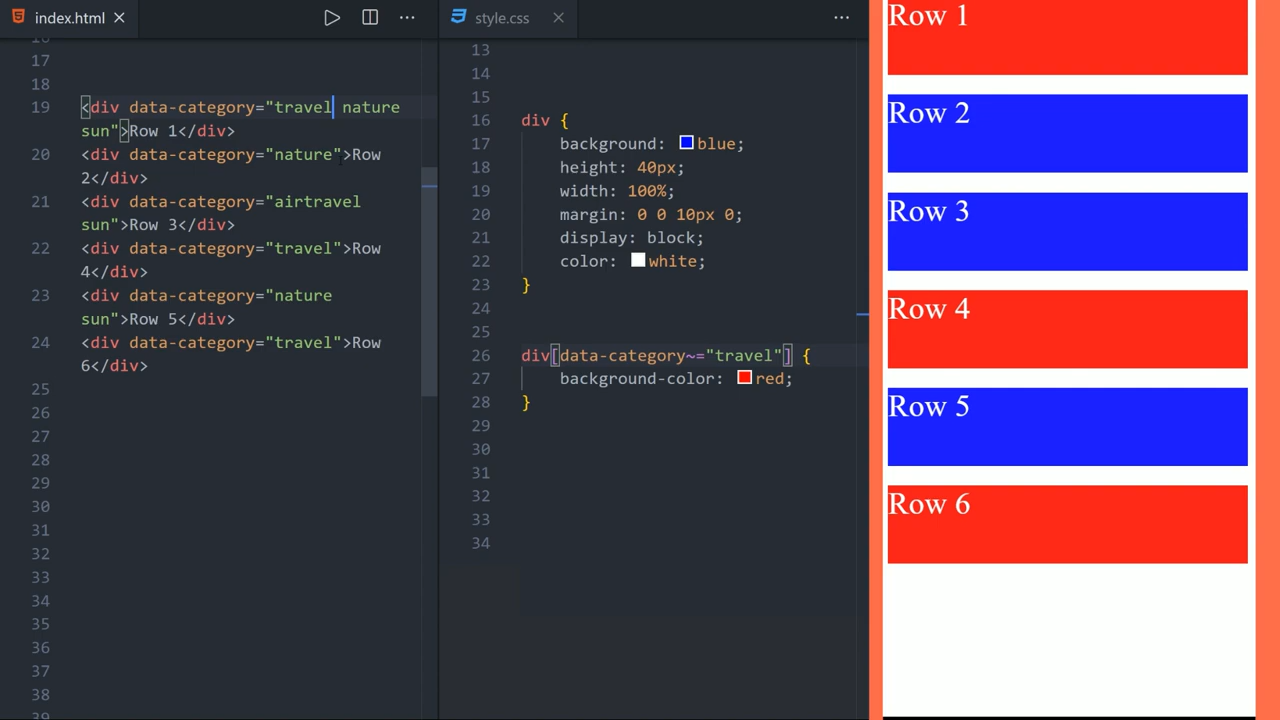 index.html
style.css
16
17
18
19 <div data-category="travel nature
sun">Row 1</div>
20 <div data-category="nature">Row
2</div>
21 <div data-category="airtravel
sun">Row 3</div>
22 <div data-category="travel">Row
4</div>
23 <div data-category="nature
sun">Row 5</div>
24 <div data-category="travel">Row
6</div>
25
26
27
28
29
30
31
32
33
34
35
36
37
38
39
13
14
15
16 div {
17 background: blue;
18 height: 40px;
19 width: 100%;
20 margin: 0 0 10px 0;
21 display: block;
22 color: white;
23 }
24
25
26 div[data-category~="travel"] {
27 background-color: red;
28 }
29
30
31
32
33
34
Row 1
Row 2
Row 3
Row 4
Row 5
Row 6